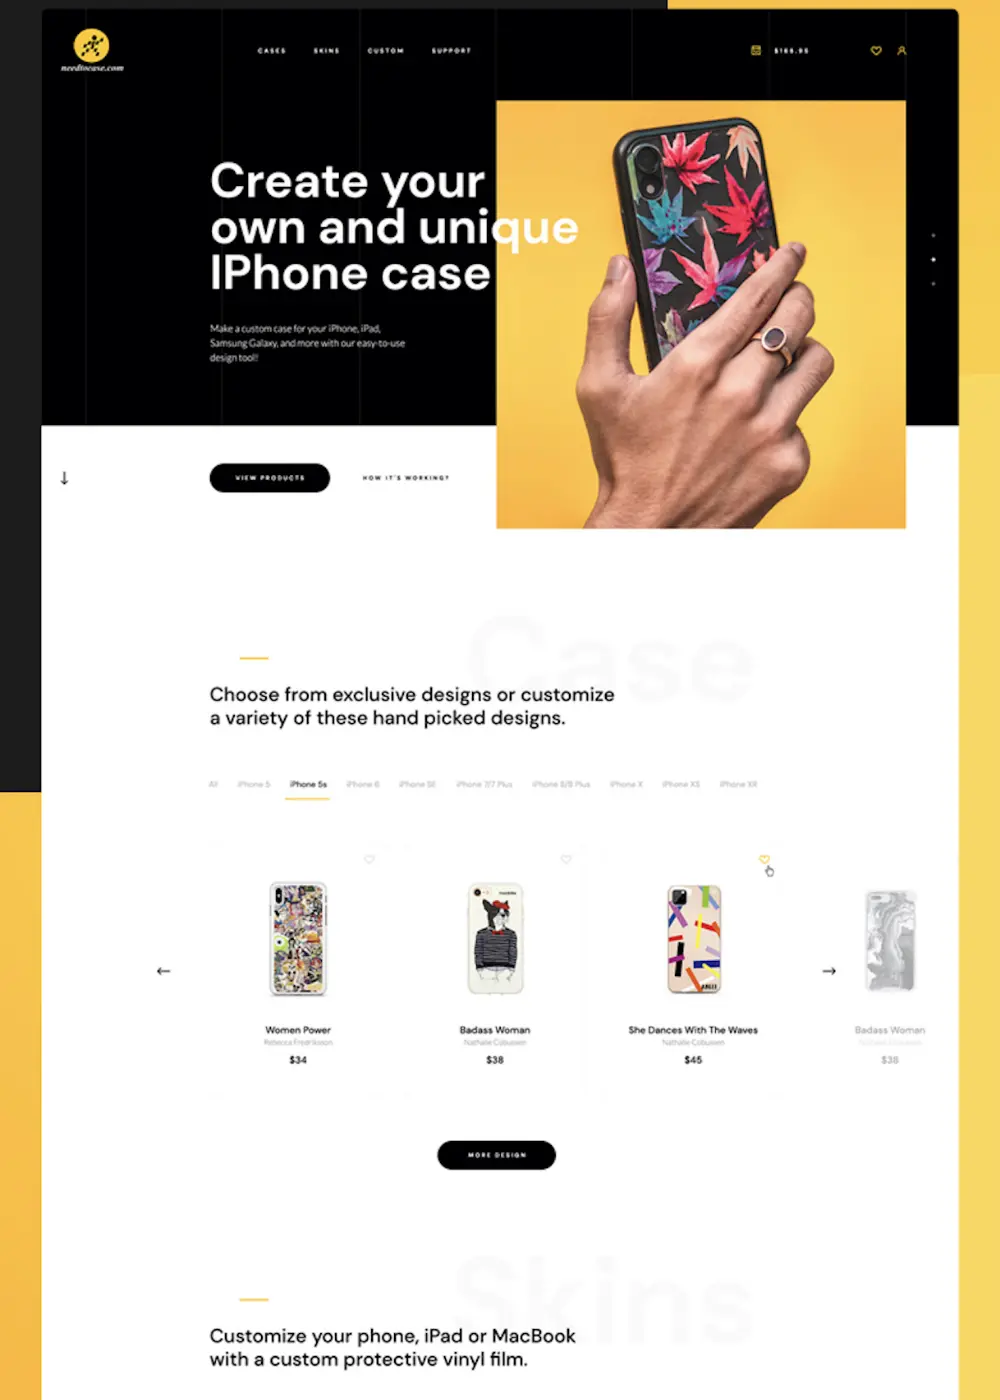 needtocase.com
CASES
SKINS
CUSTOM
SUPPORT
$166.95
Create your
own and unique
IPhone case
Make a custom case for your iPhone, iPad,
Samsung Galaxy, and more with our easy-to-use
design tool!
VIEW PRODUCTS
HOW IT'S WORKING?
Case
Choose from exclusive designs or customize
a variety of these hand picked designs.
All
iPhone 5
iPhone 5s
iPhone 6
iPhone SE
iPhone 7/7 Plus
iPhone 8/8 Plus
iPhone X
iPhone XS
iPhone XR
Women Power
Rebecca Fredriksson
$34
Badass Woman
Nathalie
$38
She Dances With The Waves
Nathalie
$45
Badass Woman
$38
MORE DESIGN
Skins
Customize your phone, iPad or MacBook
with a custom protective vinyl film.